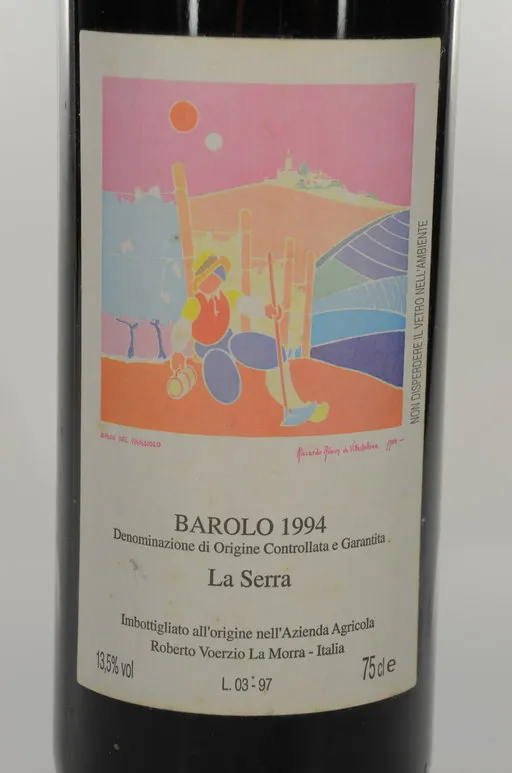 NON DISPERDERE IL VETRO NELL'AMBIENTE
BAROLO 1994
Denominazione di Origine Controllata e Garantita
La Serra
Imbottigliato all'origine nell'Azienda Agricola
Roberto Voerzio La Morra - Italia
13,5% vol
L. 03 - 97
75 cl e